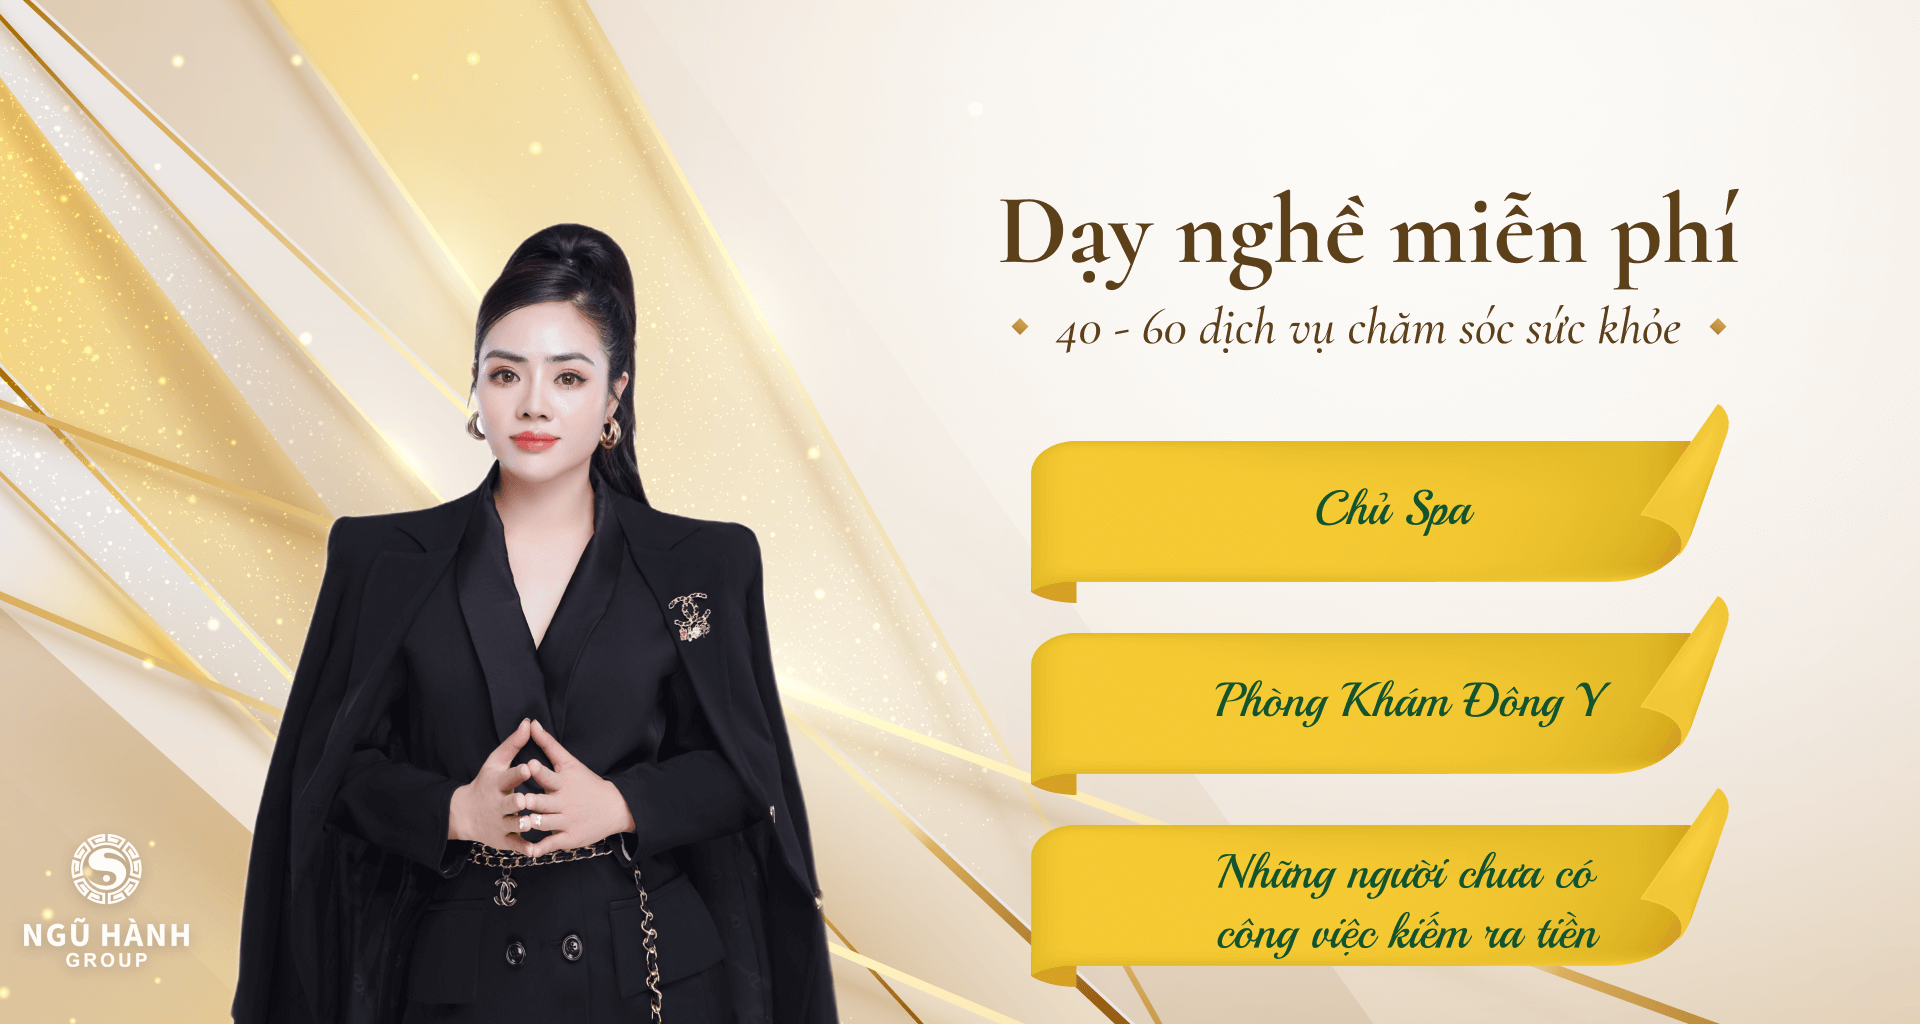 Dạy nghề miễn phí
40 - 60 dịch vụ chăm sóc sức khỏe
Chủ Spa
Phòng Khám Đông Y
Những người chưa có
công việc kiếm ra tiền
NGŨ HÀNH
GROUP